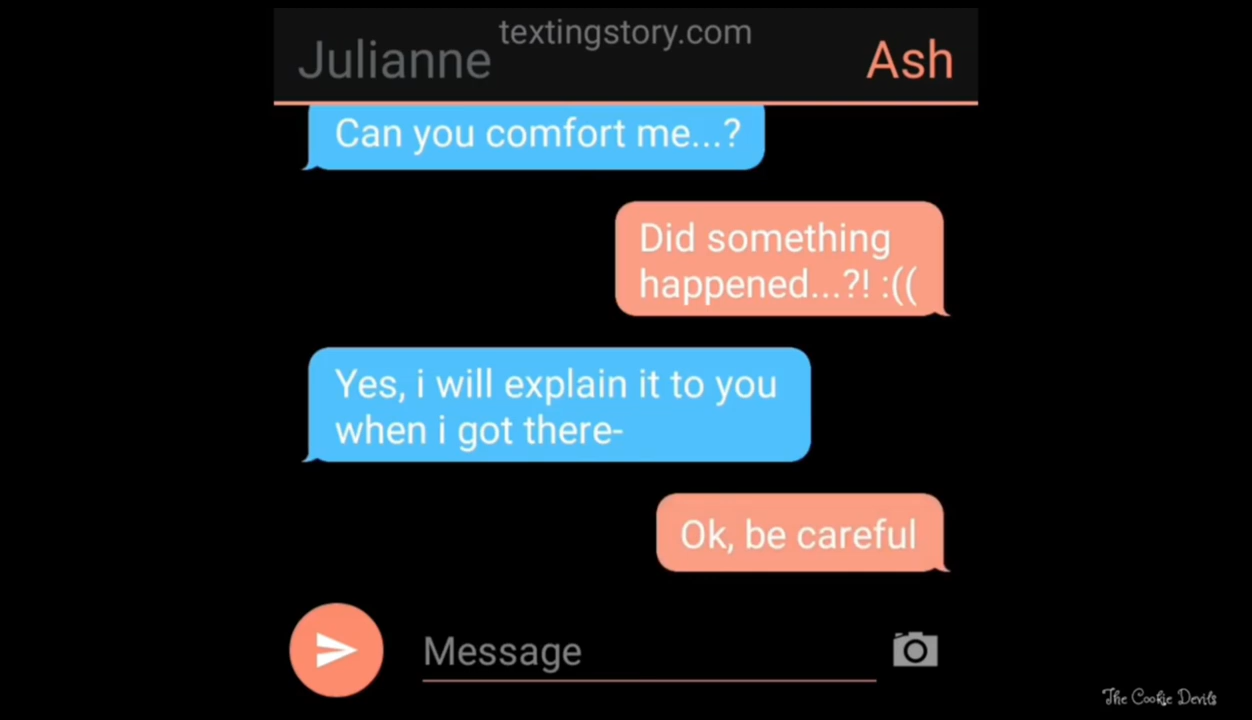 textingstory.com
Julianne
Ash
Can you comfort me...?
Did something
happened...?! :((
Yes, i will explain it to you
when i got there-
Ok, be careful
Message
The Cookie Devils